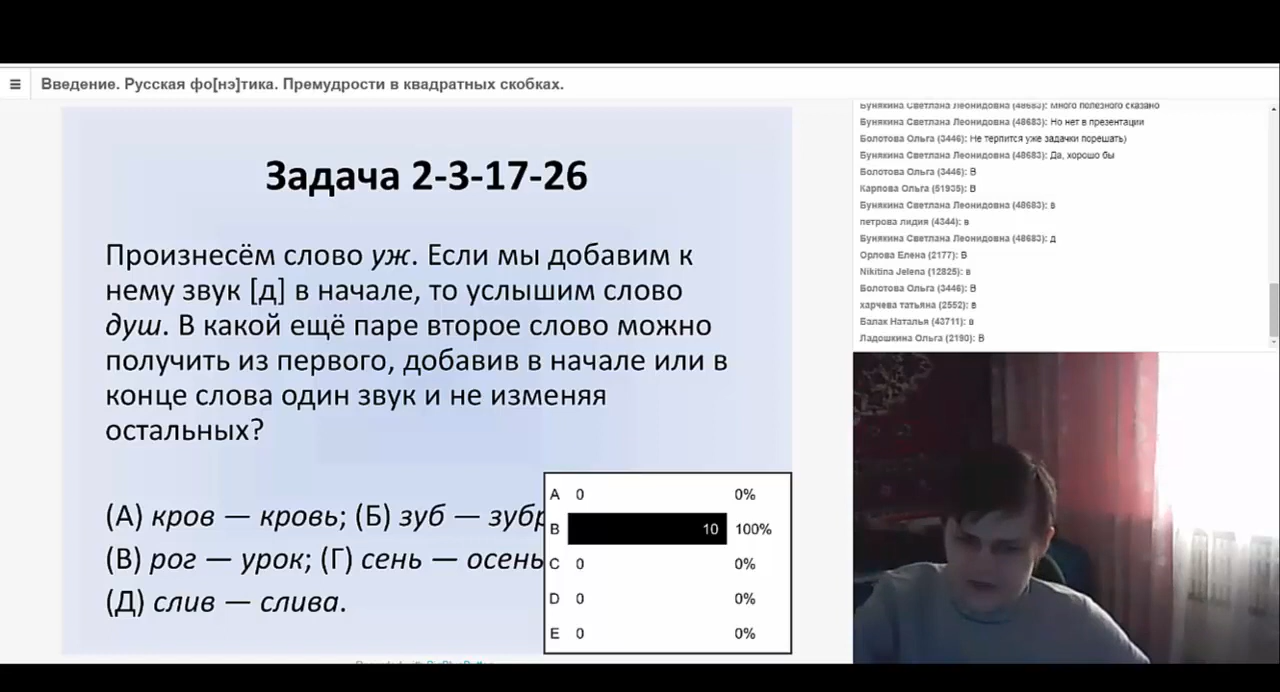 Введение. Русская фо[нэ]тика. Премудрости в квадратных скобках.
Задача 2-3-17-26
Произнесём слово уж. Если мы добавим к
нему звук [д] в начале, то услышим слово
душ. В какой ещё паре второе слово можно
получить из первого, добавив в начале или в
конце слова один звук и не изменяя
остальных?
(А) кров — кровь; (Б) зуб — зубр
(В) рог — урок; (Г) сень — осень
(Д) слив — слива.
A 0 0%
B 10 100%
C 0 0%
D 0 0%
E 0 0%
Бунякина Светлана Леонидовна (48683): Много полезного сказано
Бунякина Светлана Леонидовна (48683): Но нет в презентации
Болотова Ольга (3446): Не терпится уже задачки порешать)
Бунякина Светлана Леонидовна (48683): Да, хорошо бы
Болотова Ольга (3446): В
Карпова Ольга (51935): В
Бунякина Светлана Леонидовна (48683): в
петрова лидия (4344): в
Бунякина Светлана Леонидовна (48683): д
Орлова Елена (2177): В
Nikitina Jelena (12825): в
Болотова Ольга (3446): В
харчева татьяна (2552): в
Балак Наталья (43711): в
Ладошкина Ольга (2190): В